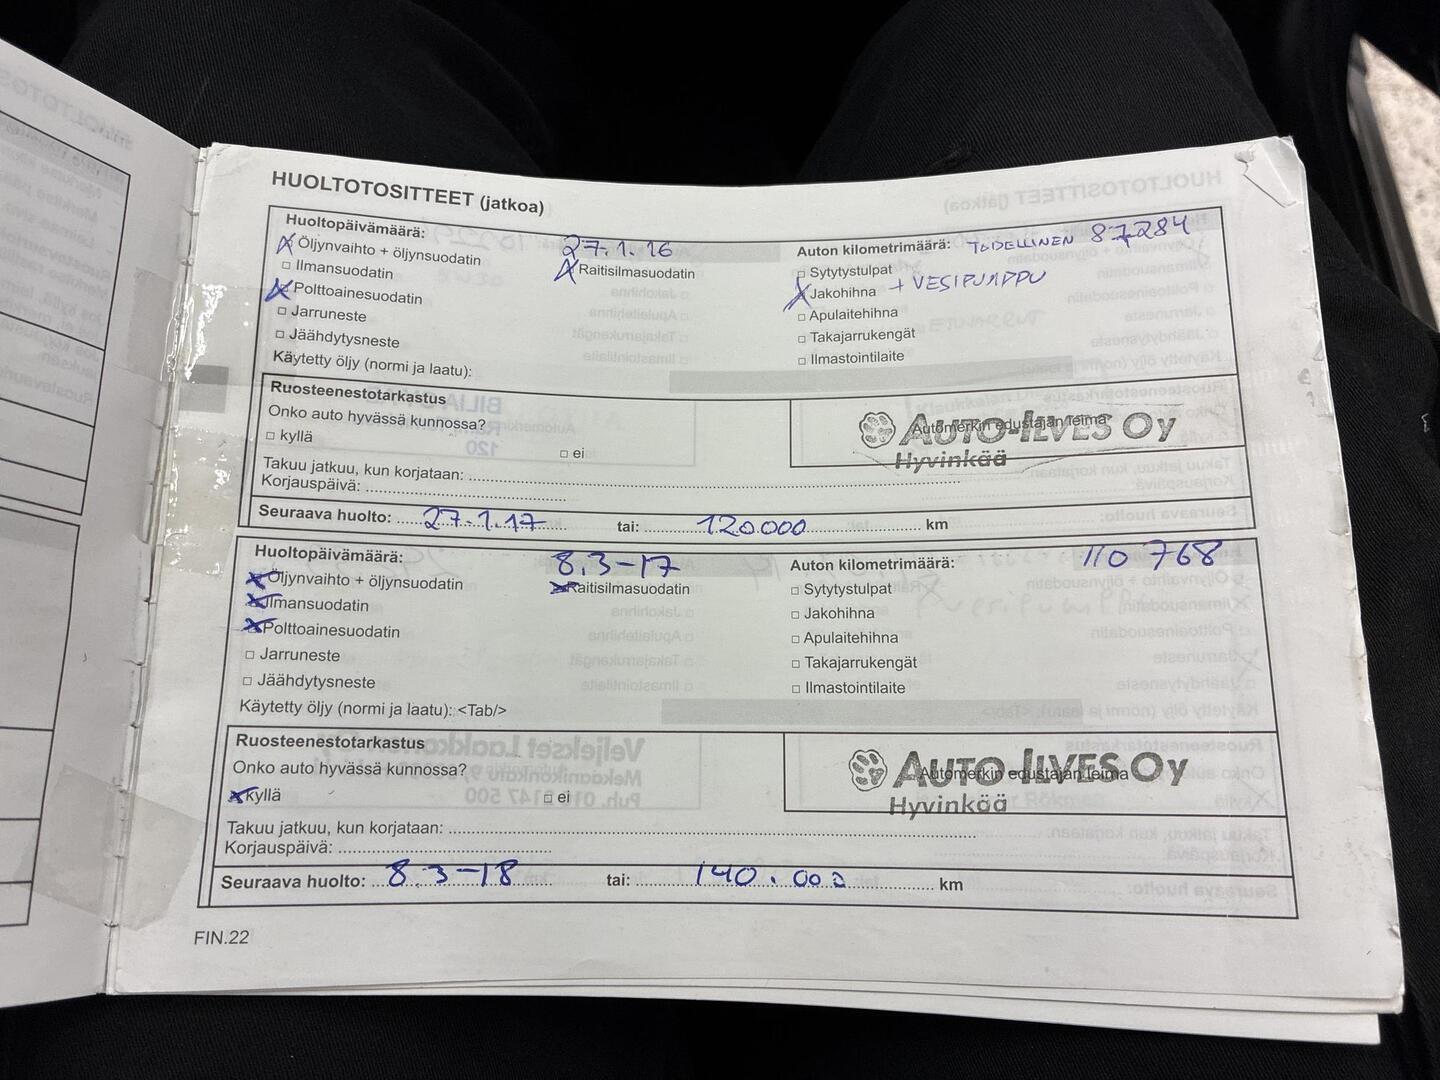 HUOLTOTOSITTEET (jatkoa)
Huoltopäivämäärä: 27.1.16 Auton kilometrimäärä: TODELLINEN 87284
Öljynvaihto + öljynsuodatin Raitisilmasuodatin Sytytystulpat
Ilmansuodatin Jakohihna + VESIPUMPPU
Polttoainesuodatin Apulaitehihna
Jarruneste Takajarrukengät
Jäähdytysneste Ilmastointilaite
Käytetty öljy (normi ja laatu):
Ruosteenestotarkastus
Onko auto hyvässä kunnossa? Automerkin edustajan leima
AUTO-ILVES Oy
Hyvinkää
kyllä ei
Takuu jatkuu, kun korjataan:
Korjauspäivä:
Seuraava huolto: 27.1.17 tai: 120000 km
Huoltopäivämäärä: 8.3-17 Auton kilometrimäärä: 110768
Öljynvaihto + öljynsuodatin Raitisilmasuodatin Sytytystulpat
Ilmansuodatin Jakohihna
Polttoainesuodatin Apulaitehihna
Jarruneste Takajarrukengät
Jäähdytysneste Ilmastointilaite
Käytetty öljy (normi ja laatu): <Tab/>
Ruosteenestotarkastus
Onko auto hyvässä kunnossa? Automerkin edustajan leima
AUTO-ILVES Oy
Hyvinkää
kyllä ei
Takuu jatkuu, kun korjataan:
Korjauspäivä:
Seuraava huolto: 8.3-18 tai: 140.000 km
FIN.22